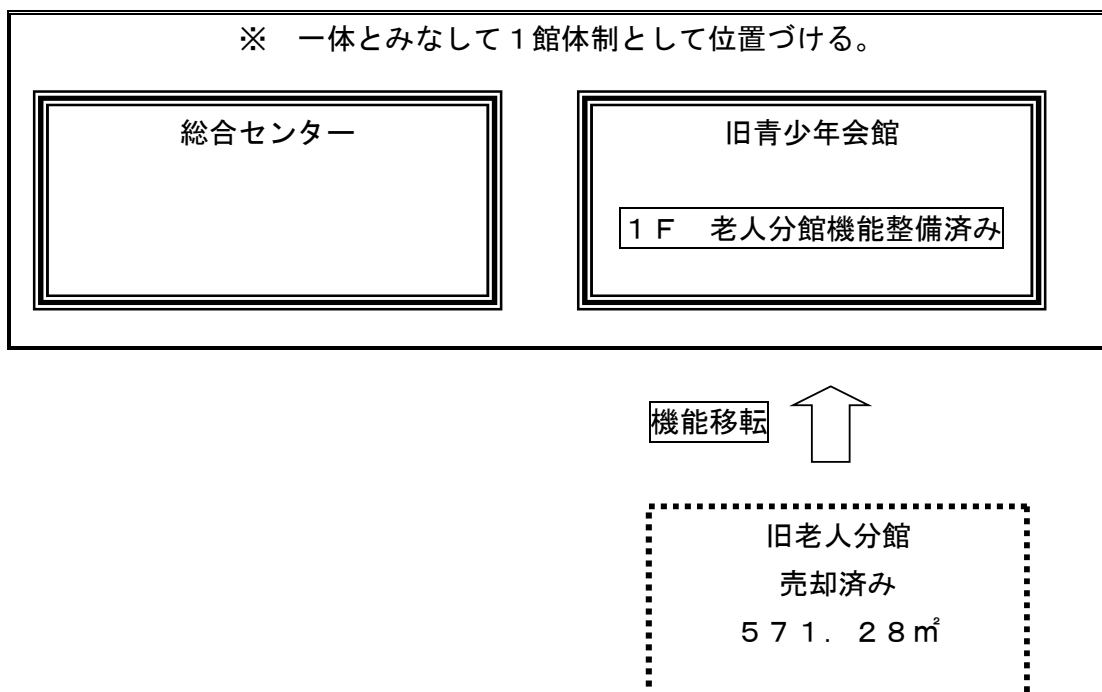 ※　一体とみなして１館体制として位置づける。
総合センター
旧青少年会館
１Ｆ　老人分館機能整備済み
機能移転
旧老人分館
売却済み
５７１．２８㎡